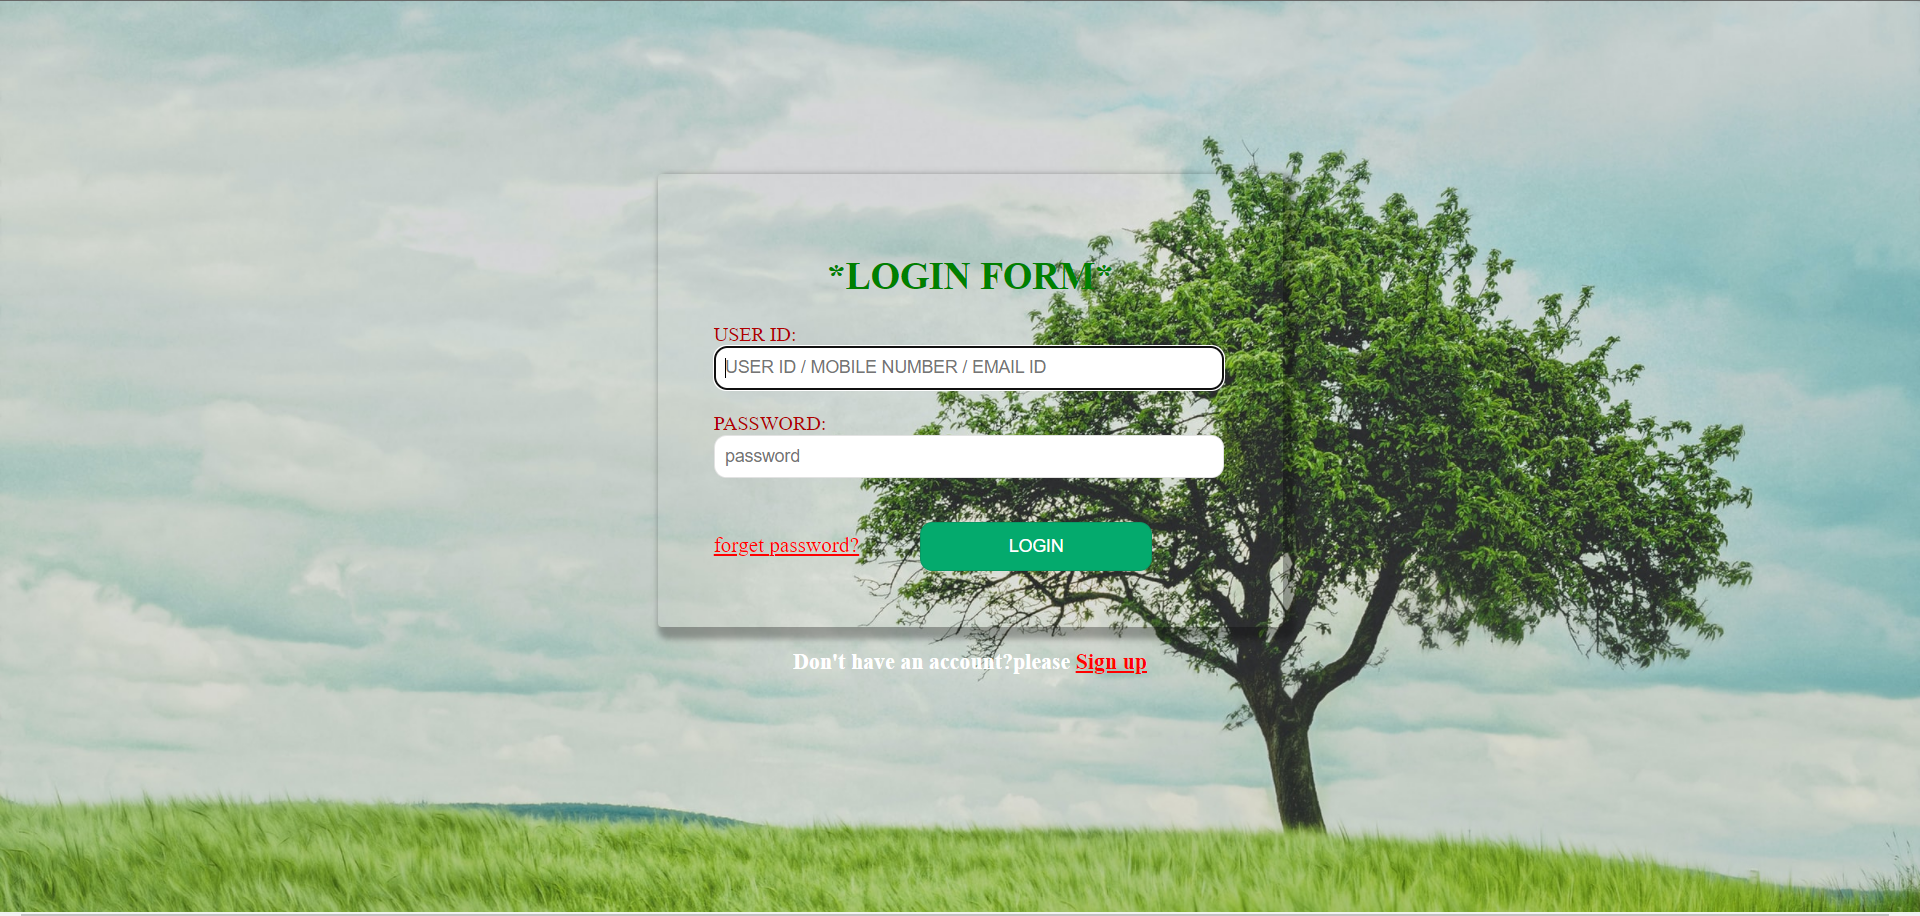 *LOGIN FORM*
USER ID:
USER ID / MOBILE NUMBER / EMAIL ID
PASSWORD:
password
forget password? LOGIN
Don't have an account?please Sign up